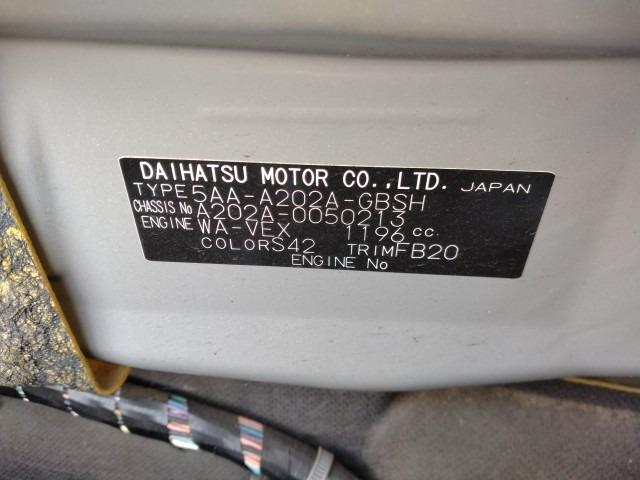 DAIHATSU MOTOR CO.,LTD. JAPAN
TYPE 5AA-A202A-GBSH
CHASSIS No A202A-0050213
ENGINE WA-VEX 1196 cc.
COLOR S42 TRIM FB20
ENGINE No